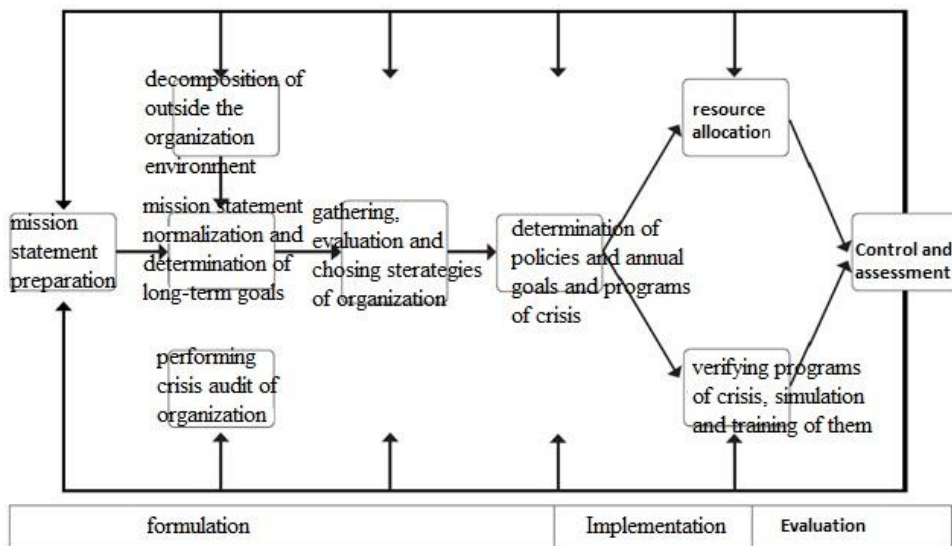 decomposition of
outside the
organization
environment
resource
allocation
mission
statement
preparation
mission statement
normalization and
determination of
long-term goals
gathering,
evaluation and
chosing sterategies
of organization
determination of
policies and annual
goals and programs
of crisis
Control and
assessment
performing
crisis audit of
organization
verifying programs
of crisis, simulation
and training of them
formulation
Implementation
Evaluation